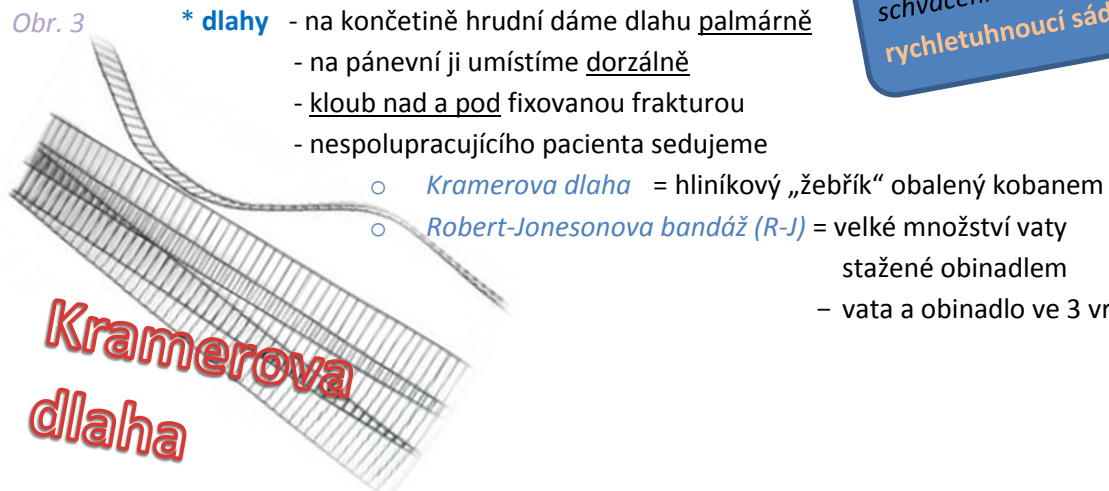 Obr. 3
* dlahy - na končetině hrudní dáme dlahu palmárně
- na pánevní ji umístíme dorzálně
- kloub nad a pod fixovanou frakturou
- nespolupracujícího pacienta sedujeme
○ Kramerova dlaha = hliníkový „žebřík“ obalený kobanem
○ Robert-Jonesonova bandáž (R-J) = velké množství vaty
stažené obinadlem
− vata a obinadlo ve 3
rychletuhnoucí
Kramerova
dlaha